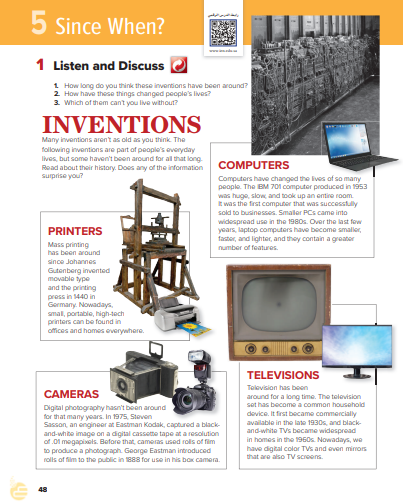 5 Since When?
رابط الدرس الرقمي
www.ien.edu.sa
1 Listen and Discuss
1. How long do you think these inventions have been around?
2. How have these things changed people's lives?
3. Which of them can't you live without?
INVENTIONS
Many inventions aren't as old as you think. The
following inventions are part of people's everyday
lives, but some haven't been around for all that long.
Read about their history. Does any of the information
surprise you?
COMPUTERS
Computers have changed the lives of so many
people. The IBM 701 computer produced in 1953
was huge, slow, and took up an entire room.
It was the first computer that was successfully
sold to businesses. Smaller PCs came into
widespread use in the 1980s. Over the last few
years, laptop computers have become smaller,
faster, and lighter, and they contain a greater
number of features.
PRINTERS
Mass printing
has been around
since Johannes
Gutenberg invented
movable type
and the printing
press in 1440 in
Germany. Nowadays,
small, portable, high-tech
printers can be found in
offices and homes everywhere.
CAMERAS
Digital photography hasn't been around
for that many years. In 1975, Steven
Sasson, an engineer at Eastman Kodak, captured a black-
and-white image on a digital cassette tape at a resolution
of .01 megapixels. Before that, cameras used rolls of film
to produce a photograph. George Eastman introduced
rolls of film to the public in 1888 for use in his box camera.
TELEVISIONS
Television has been
around for a long time. The television
set has become a common household
device. It first became commercially
available in the late 1930s, and black-
and-white TVs became widespread
in homes in the 1960s. Nowadays, we
have digital color TVs and even mirrors
that are also TV screens.
48